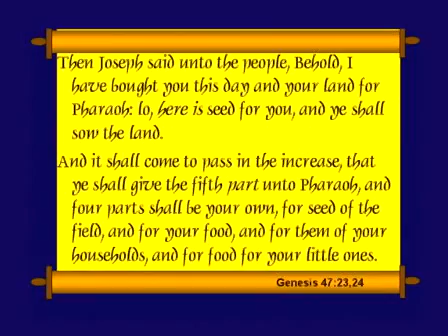 Then Joseph said unto the people, Behold, I
have bought you this day and your land for
Pharaoh: lo, here is seed for you, and ye shall
sow the land.
And it shall come to pass in the increase, that
ye shall give the fifth part unto Pharaoh, and
four parts shall be your own, for seed of the
field, and for your food, and for them of your
households, and for food for your little ones.
Genesis 47:23,24